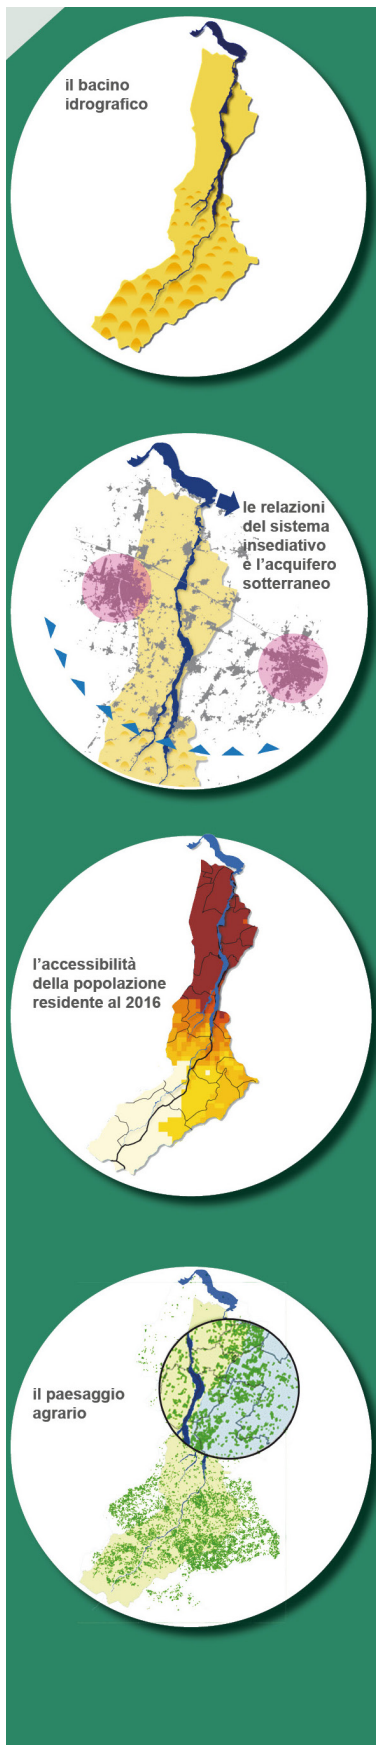 il bacino
idrografico
le relazioni
del sistema
insediativo
e l'acquifero
sotterraneo
l'accessibilità
della popolazione
residente al 2016
il paesaggio
agrario